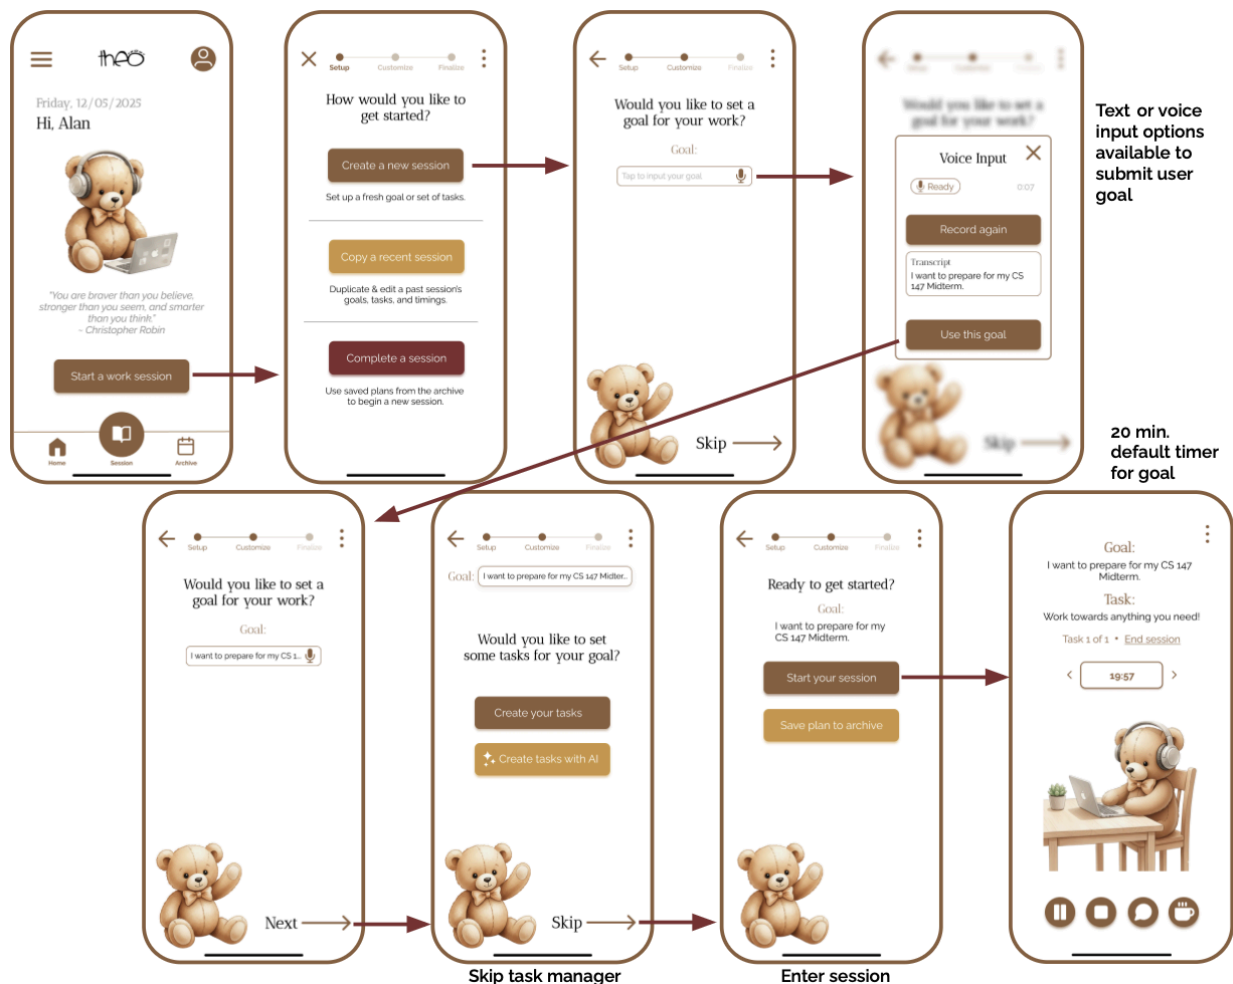 theo
Friday, 12/05/2025
Hi, Alan
"You are braver than you believe,
stronger than you seem, and smarter
than you think."
- Christopher Robin
Start a work session
Home
Session
Archive
Setup
Customize
Finalize
How would you like to
get started?
Create a new session
Set up a fresh goal or set of tasks.
Copy a recent session
Duplicate & edit a past session's
goals, tasks, and timings.
Complete a session
Use saved plans from the archive
to begin a new session.
Setup
Customize
Finalize
Would you like to set a
goal for your work?
Goal:
Tap to input your goal
Skip
Would you like to set a
goal for your work?
Voice Input
Ready
0:07
Record again
Transcript
I want to prepare for my CS
147 Midterm.
Use this goal
Skip
Text or voice
input options
available to
submit user
goal
20 min.
default timer
for goal
Setup
Customize
Finalize
Would you like to set a
goal for your work?
Goal:
I want to prepare for my CS 1...
Next
Setup
Customize
Finalize
Goal:
I want to prepare for my CS 147 Midter...
Would you like to set
some tasks for your goal?
Create your tasks
Create tasks with AI
Skip
Skip task manager
Setup
Customize
Finalize
Ready to get started?
Goal:
I want to prepare for my
CS 147 Midterm.
Start your session
Save plan to archive
Enter session
Goal:
I want to prepare for my CS 147
Midterm.
Task:
Work towards anything you need!
Task 1 of 1 • End session
19:57